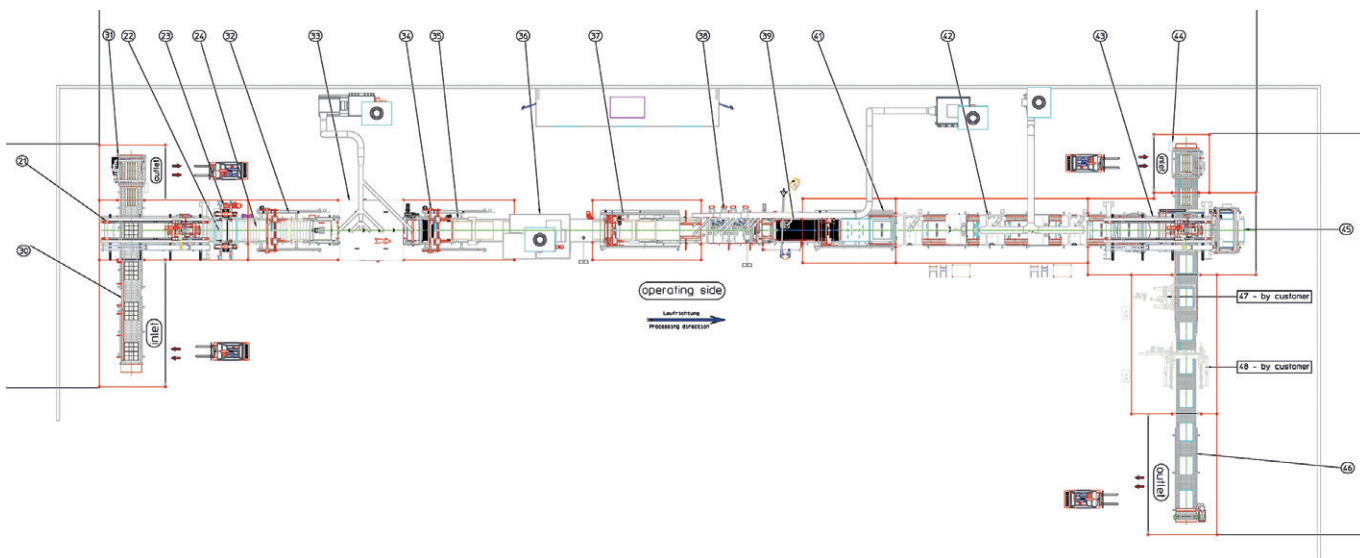 31 22 23 24 32 33 34 35 36 37 38 39 41 42 43 44
21
outlet
inlet
45
30
operating side
Laufrichtung
Processing direction
47 - by customer
inlet
48 - by customer
46
outlet